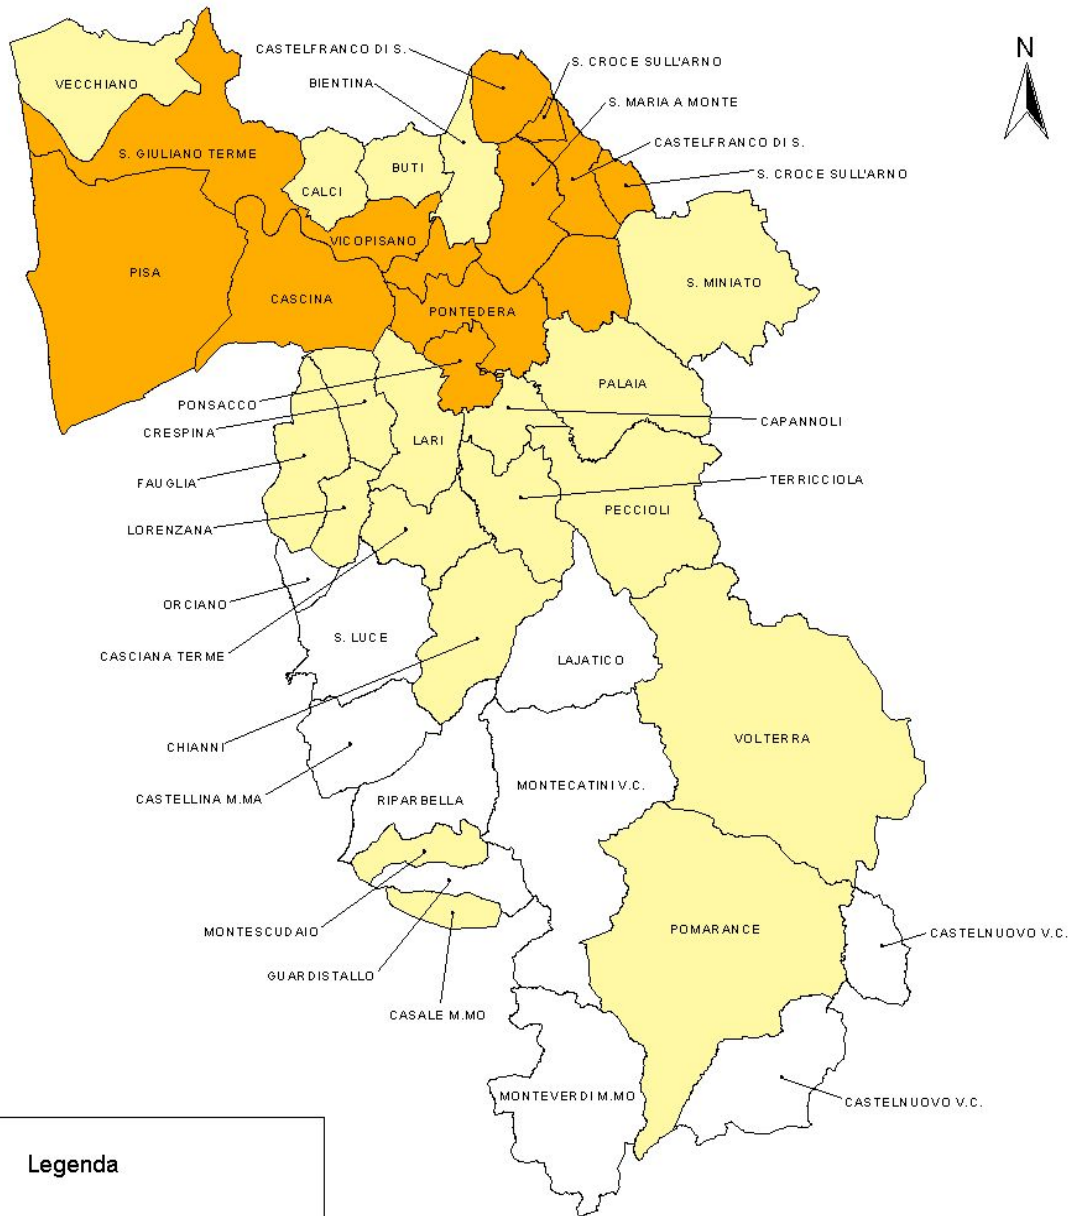 CASTELFRANCO DI S.
N
S. CROCE SULL'ARNO
BIENTINA
VECCHIANO
S. MARIA A MONTE
CASTELFRANCO DI S.
S. GIULIANO TERME
BUTI
S. CROCE SULL'ARNO
CALCI
VICOPISANO
PISA
S. MINIATO
CASCINA
PONTEDERA
PALAIA
PONSACCO
CAPANNOLI
CRESPINA
LARI
TERRICCIOLA
FAUGLIA
PECCIOLI
LORENZANA
ORCIANO
S. LUCE
CASCIANA TERME
LAJATICO
VOLTERRA
CHIANNI
MONTECATINI V.C.
CASTELLINA M.MA
RIPARBELLA
MONTESCUDAIO
POMARANCE
CASTELNUOVO V.C.
GUARDISTALLO
CASALE M.MO
MONTEVERDI M.MO
CASTELNUOVO V.C.
Legenda